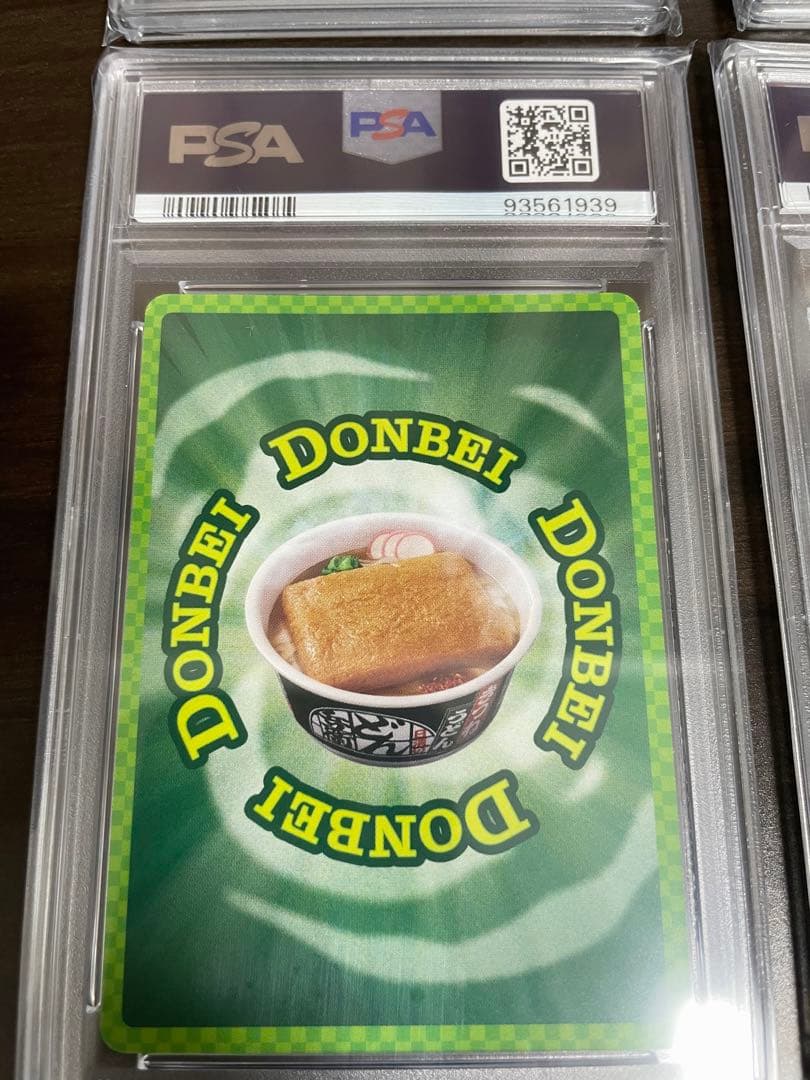 PSA
PSA
93561939
DONBEI
DONBEI
DONBEI
DONBEI
どん
兵衛